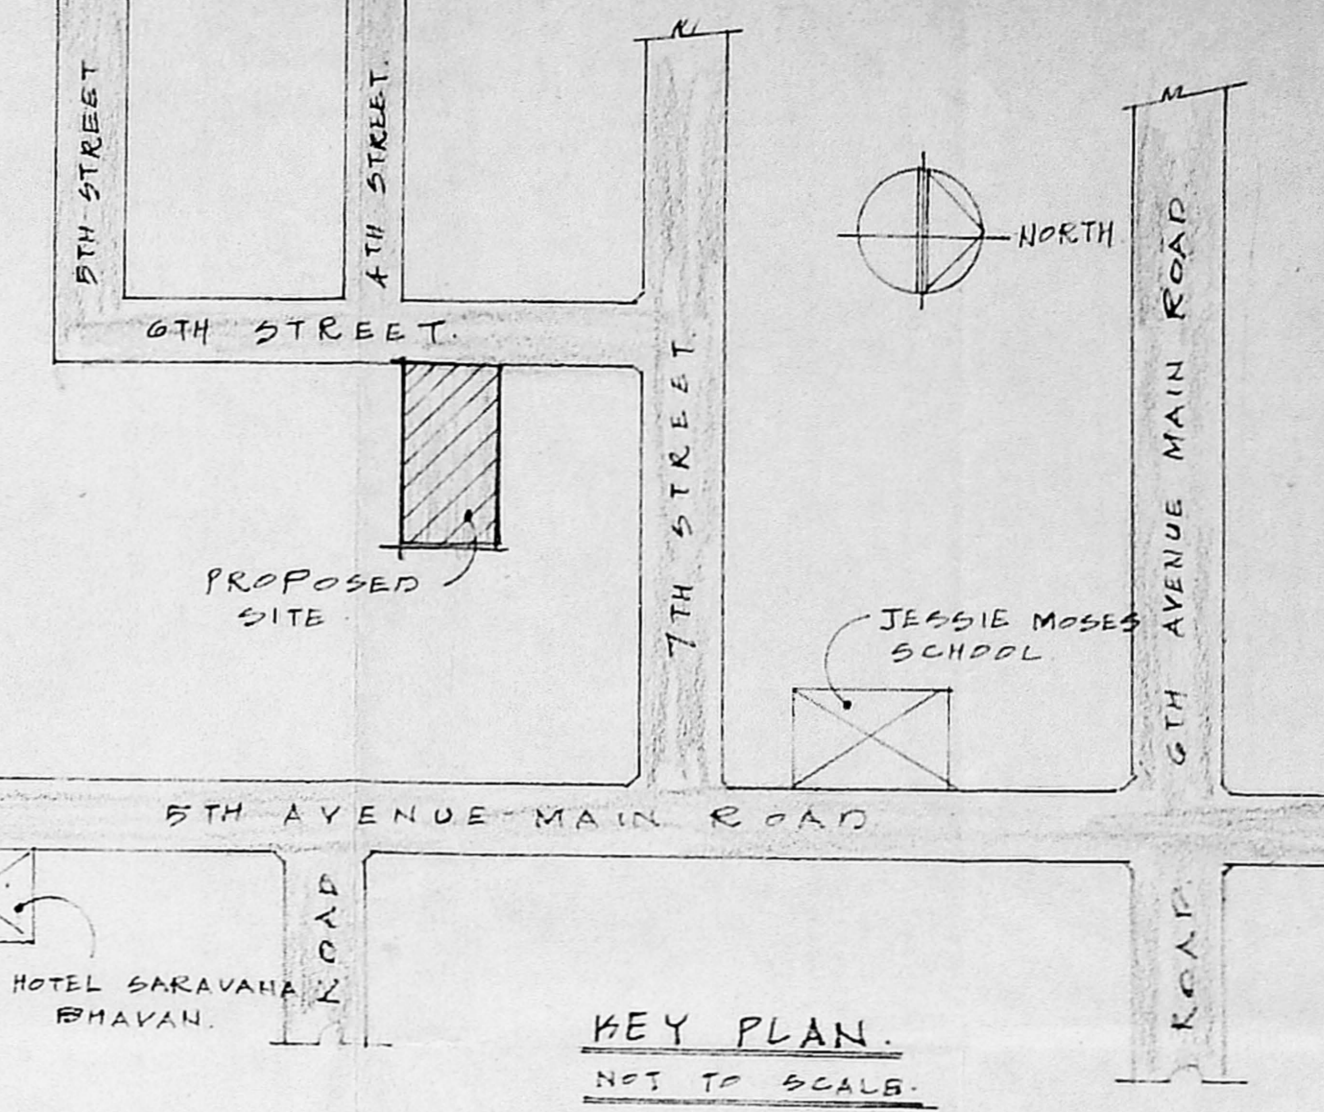 5TH STREET
4TH STREET.
6TH STREET.
7TH STREET.
NORTH
6TH AVENUE MAIN ROAD
PROPOSED
SITE
JESSIE MOSES
SCHOOL
5TH AVENUE MAIN ROAD
ROAD
ROAD.
HOTEL SARAVANA
BHAVAN.
KEY PLAN.
NOT TO SCALE.